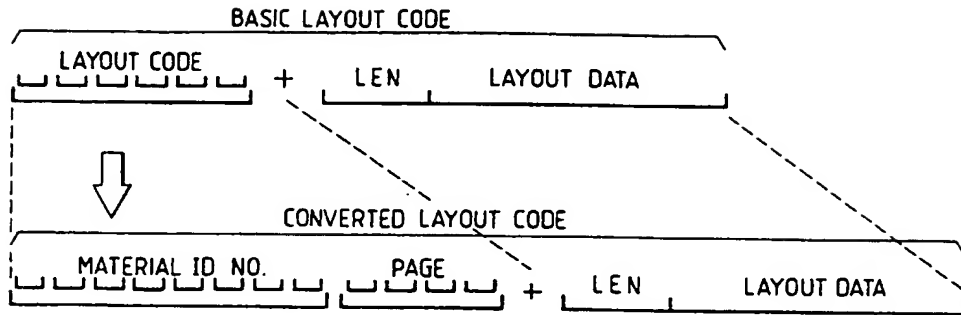 BASIC LAYOUT CODE
LAYOUT CODE + LEN LAYOUT DATA
CONVERTED LAYOUT CODE
MATERIAL ID NO. PAGE + LEN LAYOUT DATA